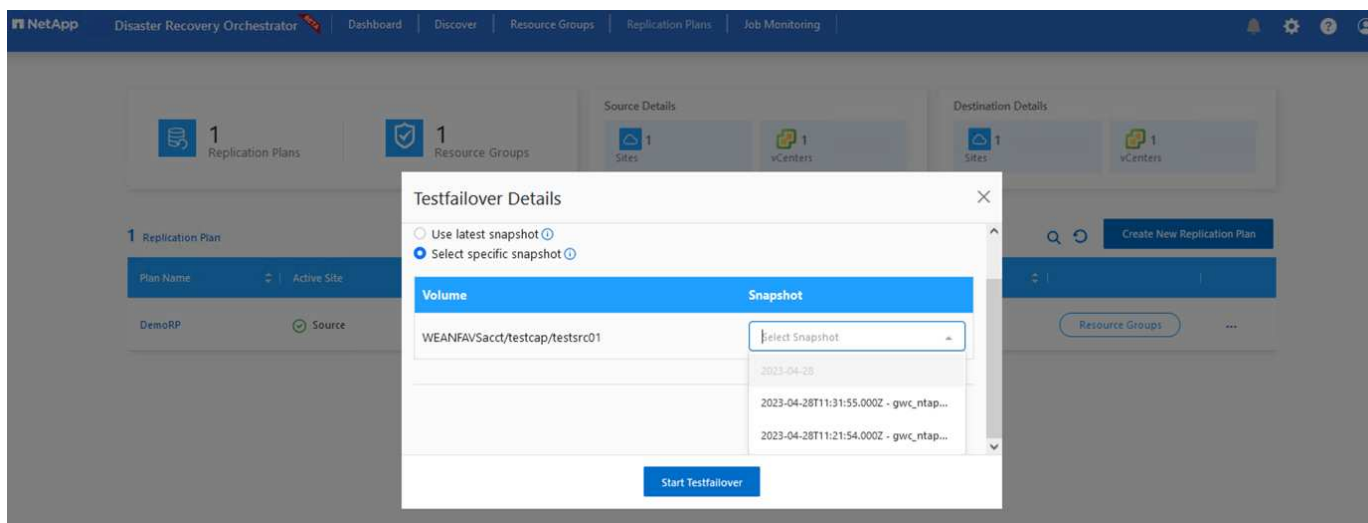 NetApp Disaster Recovery Orchestrator Dashboard Discover Resource Groups Replication Plans Job Monitoring
Source Details Destination Details
1 1 1 1 1 1
Replication Plans Resource Groups Sites vCenters Sites vCenters
Testfailover Details
Use latest snapshot
1 Replication Plan Create New Replication Plan
Select specific snapshot
Plan Name Active Site
Volume Snapshot
DemoRP Source WEANFAVSacct/testcap/testsrc01 Select Snapshot Resource Groups ...
2023-04-28
2023-04-28T11:31:55.000Z - gwc_ntap...
2023-04-28T11:21:54.000Z - gwc_ntap...
Start Testfailover